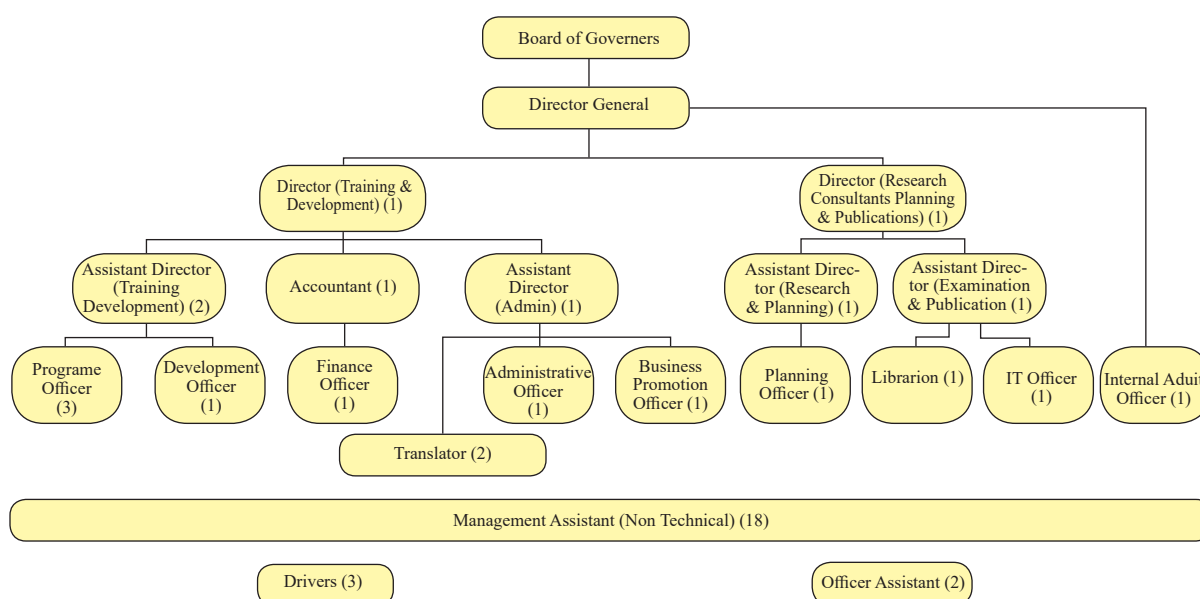 Board of Governers
Director General
Director (Training &
Development) (1)
Director (Research
Consultants Planning
& Publications) (1)
Assistant Director
(Training
Development) (2)
Accountant (1)
Assistant
Director
(Admin) (1)
Assistant Direc-
tor (Research
& Planning) (1)
Assistant Direc-
tor (Examination
& Publication (1)
Programe
Officer
(3)
Development
Officer
(1)
Finance
Officer
(1)
Administrative
Officer
(1)
Business
Promotion
Officer (1)
Planning
Officer (1)
Librarion (1)
IT Officer
(1)
Internal Aduit
Officer (1)
Translator (2)
Management Assistant (Non Technical) (18)
Drivers (3)
Officer Assistant (2)